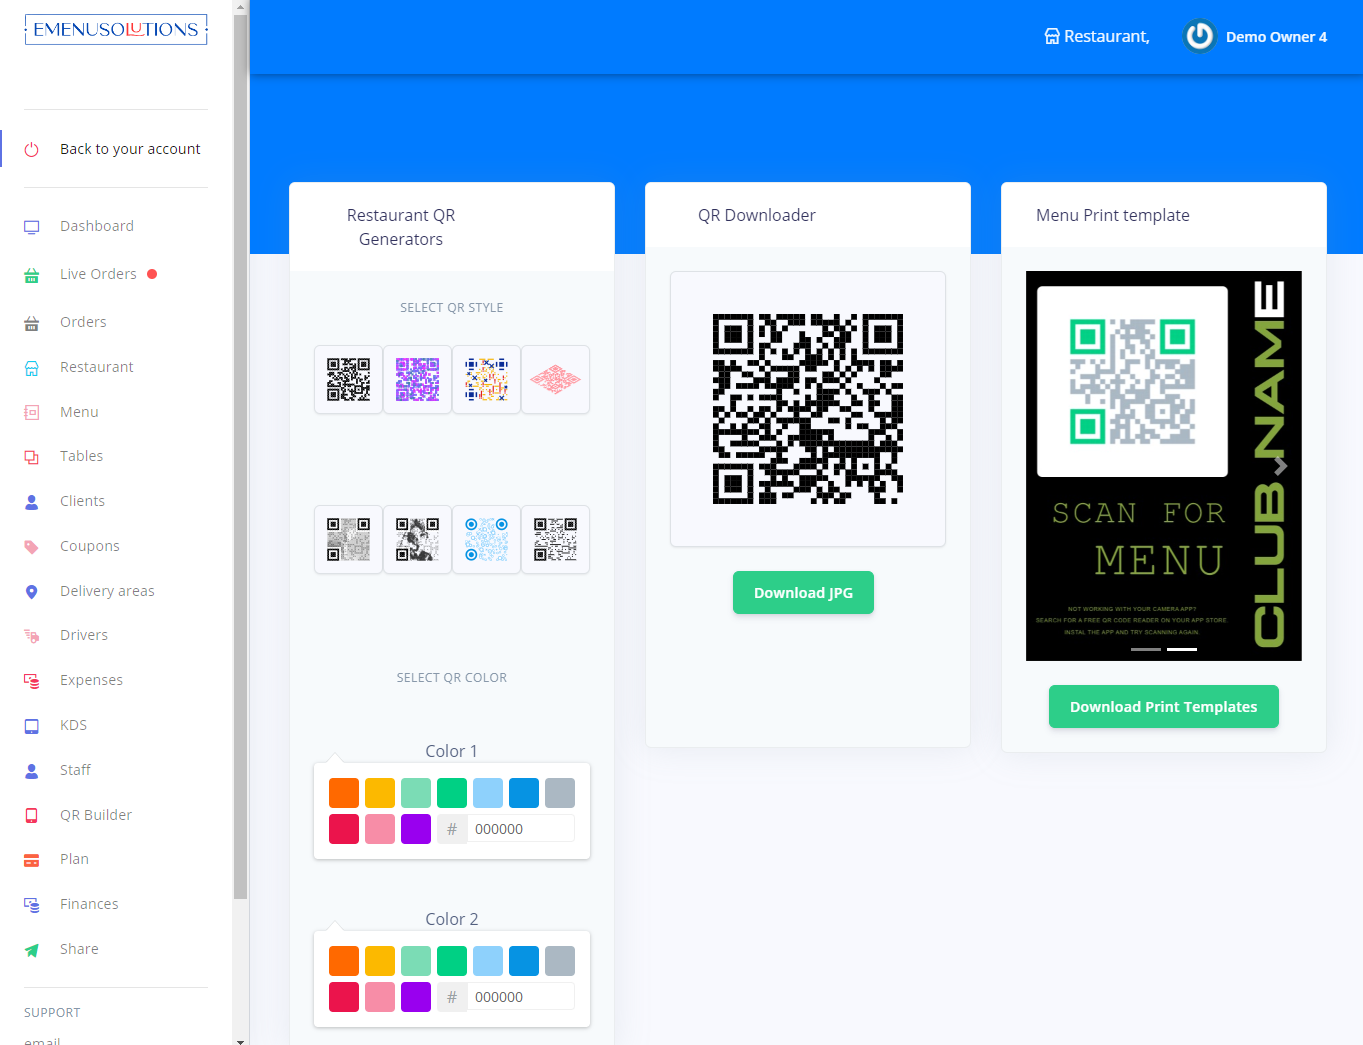 EMENUSOLUTIONS
Restaurant,
Demo Owner 4
Back to your account
Dashboard
Live Orders
Orders
Restaurant
Menu
Tables
Clients
Coupons
Delivery areas
Drivers
Expenses
KDS
Staff
QR Builder
Plan
Finances
Share
SUPPORT
email
Restaurant QR
Generators
SELECT QR STYLE
SELECT QR COLOR
Color 1
# 000000
Color 2
# 000000
QR Downloader
Download JPG
Menu Print template
CLUB NAME
SCAN FOR
MENU
NOT WORKING WITH YOUR CAMERA APP?
SEARCH FOR A FREE QR CODE READER ON YOUR APP STORE.
INSTAL THE APP AND TRY SCANNING AGAIN.
Download Print Templates